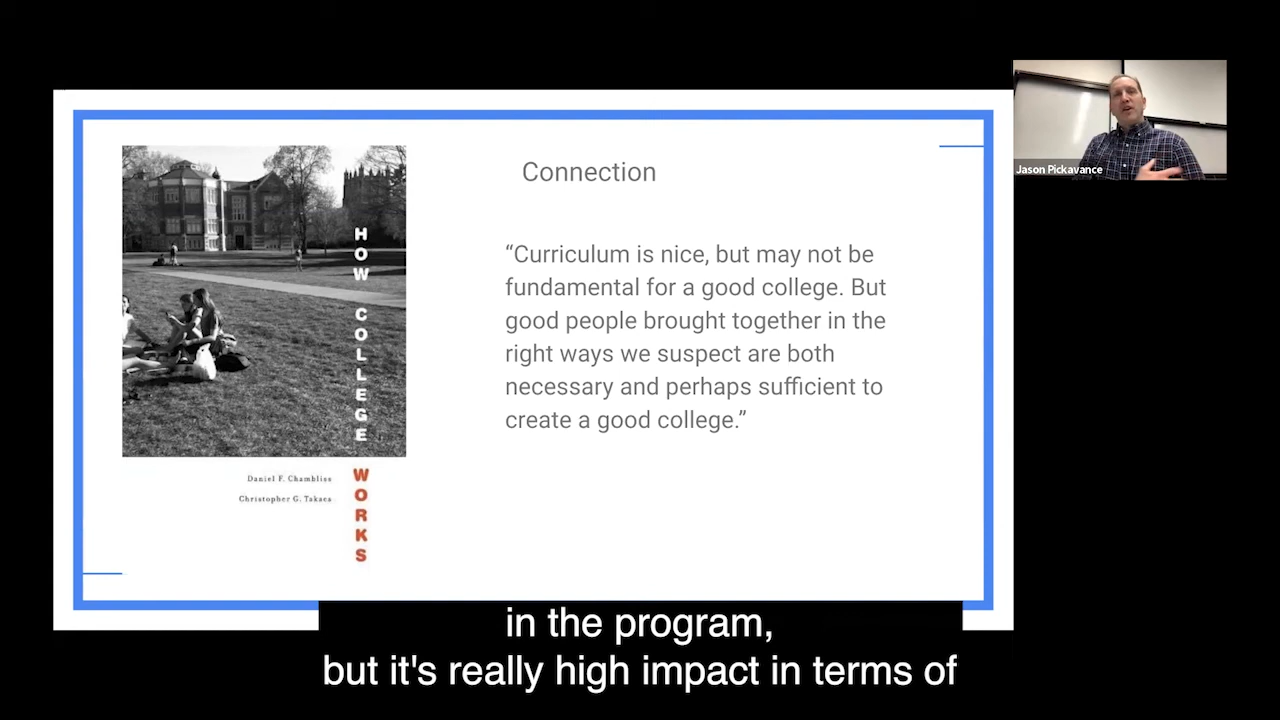 Jason Pickavance
Connection
“Curriculum is nice, but may not be
fundamental for a good college. But
good people brought together in the
right ways we suspect are both
necessary and perhaps sufficient to
create a good college.”
HOW COLLEGE WORKS
Daniel F. Chambliss
Christopher G. Takacs
in the program,
but it's really high impact in terms of